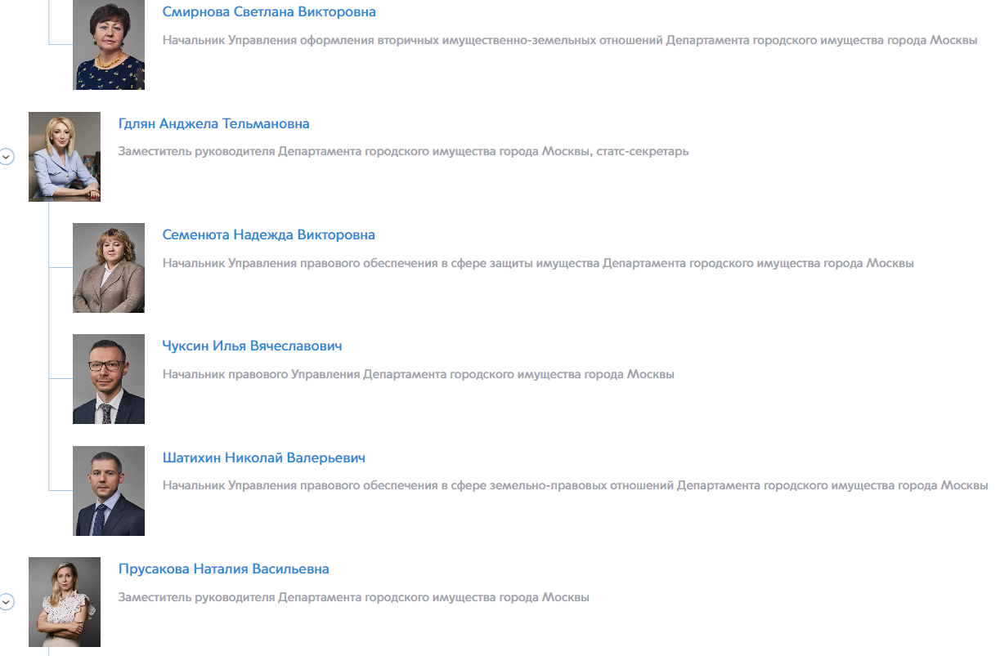 Смирнова Светлана Викторовна
Начальник Управления оформления вторичных имущественно-земельных отношений Департамента городского имущества города Москвы
Гдлян Анджела Тельмановна
Заместитель руководителя Департамента городского имущества города Москвы, статс-секретарь
Семенюта Надежда Викторовна
Начальник Управления правового обеспечения в сфере защиты имущества Департамента городского имущества города Москвы
Чуксин Илья Вячеславович
Начальник правового Управления Департамента городского имущества города Москвы
Шатихин Николай Валерьевич
Начальник Управления правового обеспечения в сфере земельно-правовых отношений Департамента городского имущества города Москвы
Прусакова Наталия Васильевна
Заместитель руководителя Департамента городского имущества города Москвы